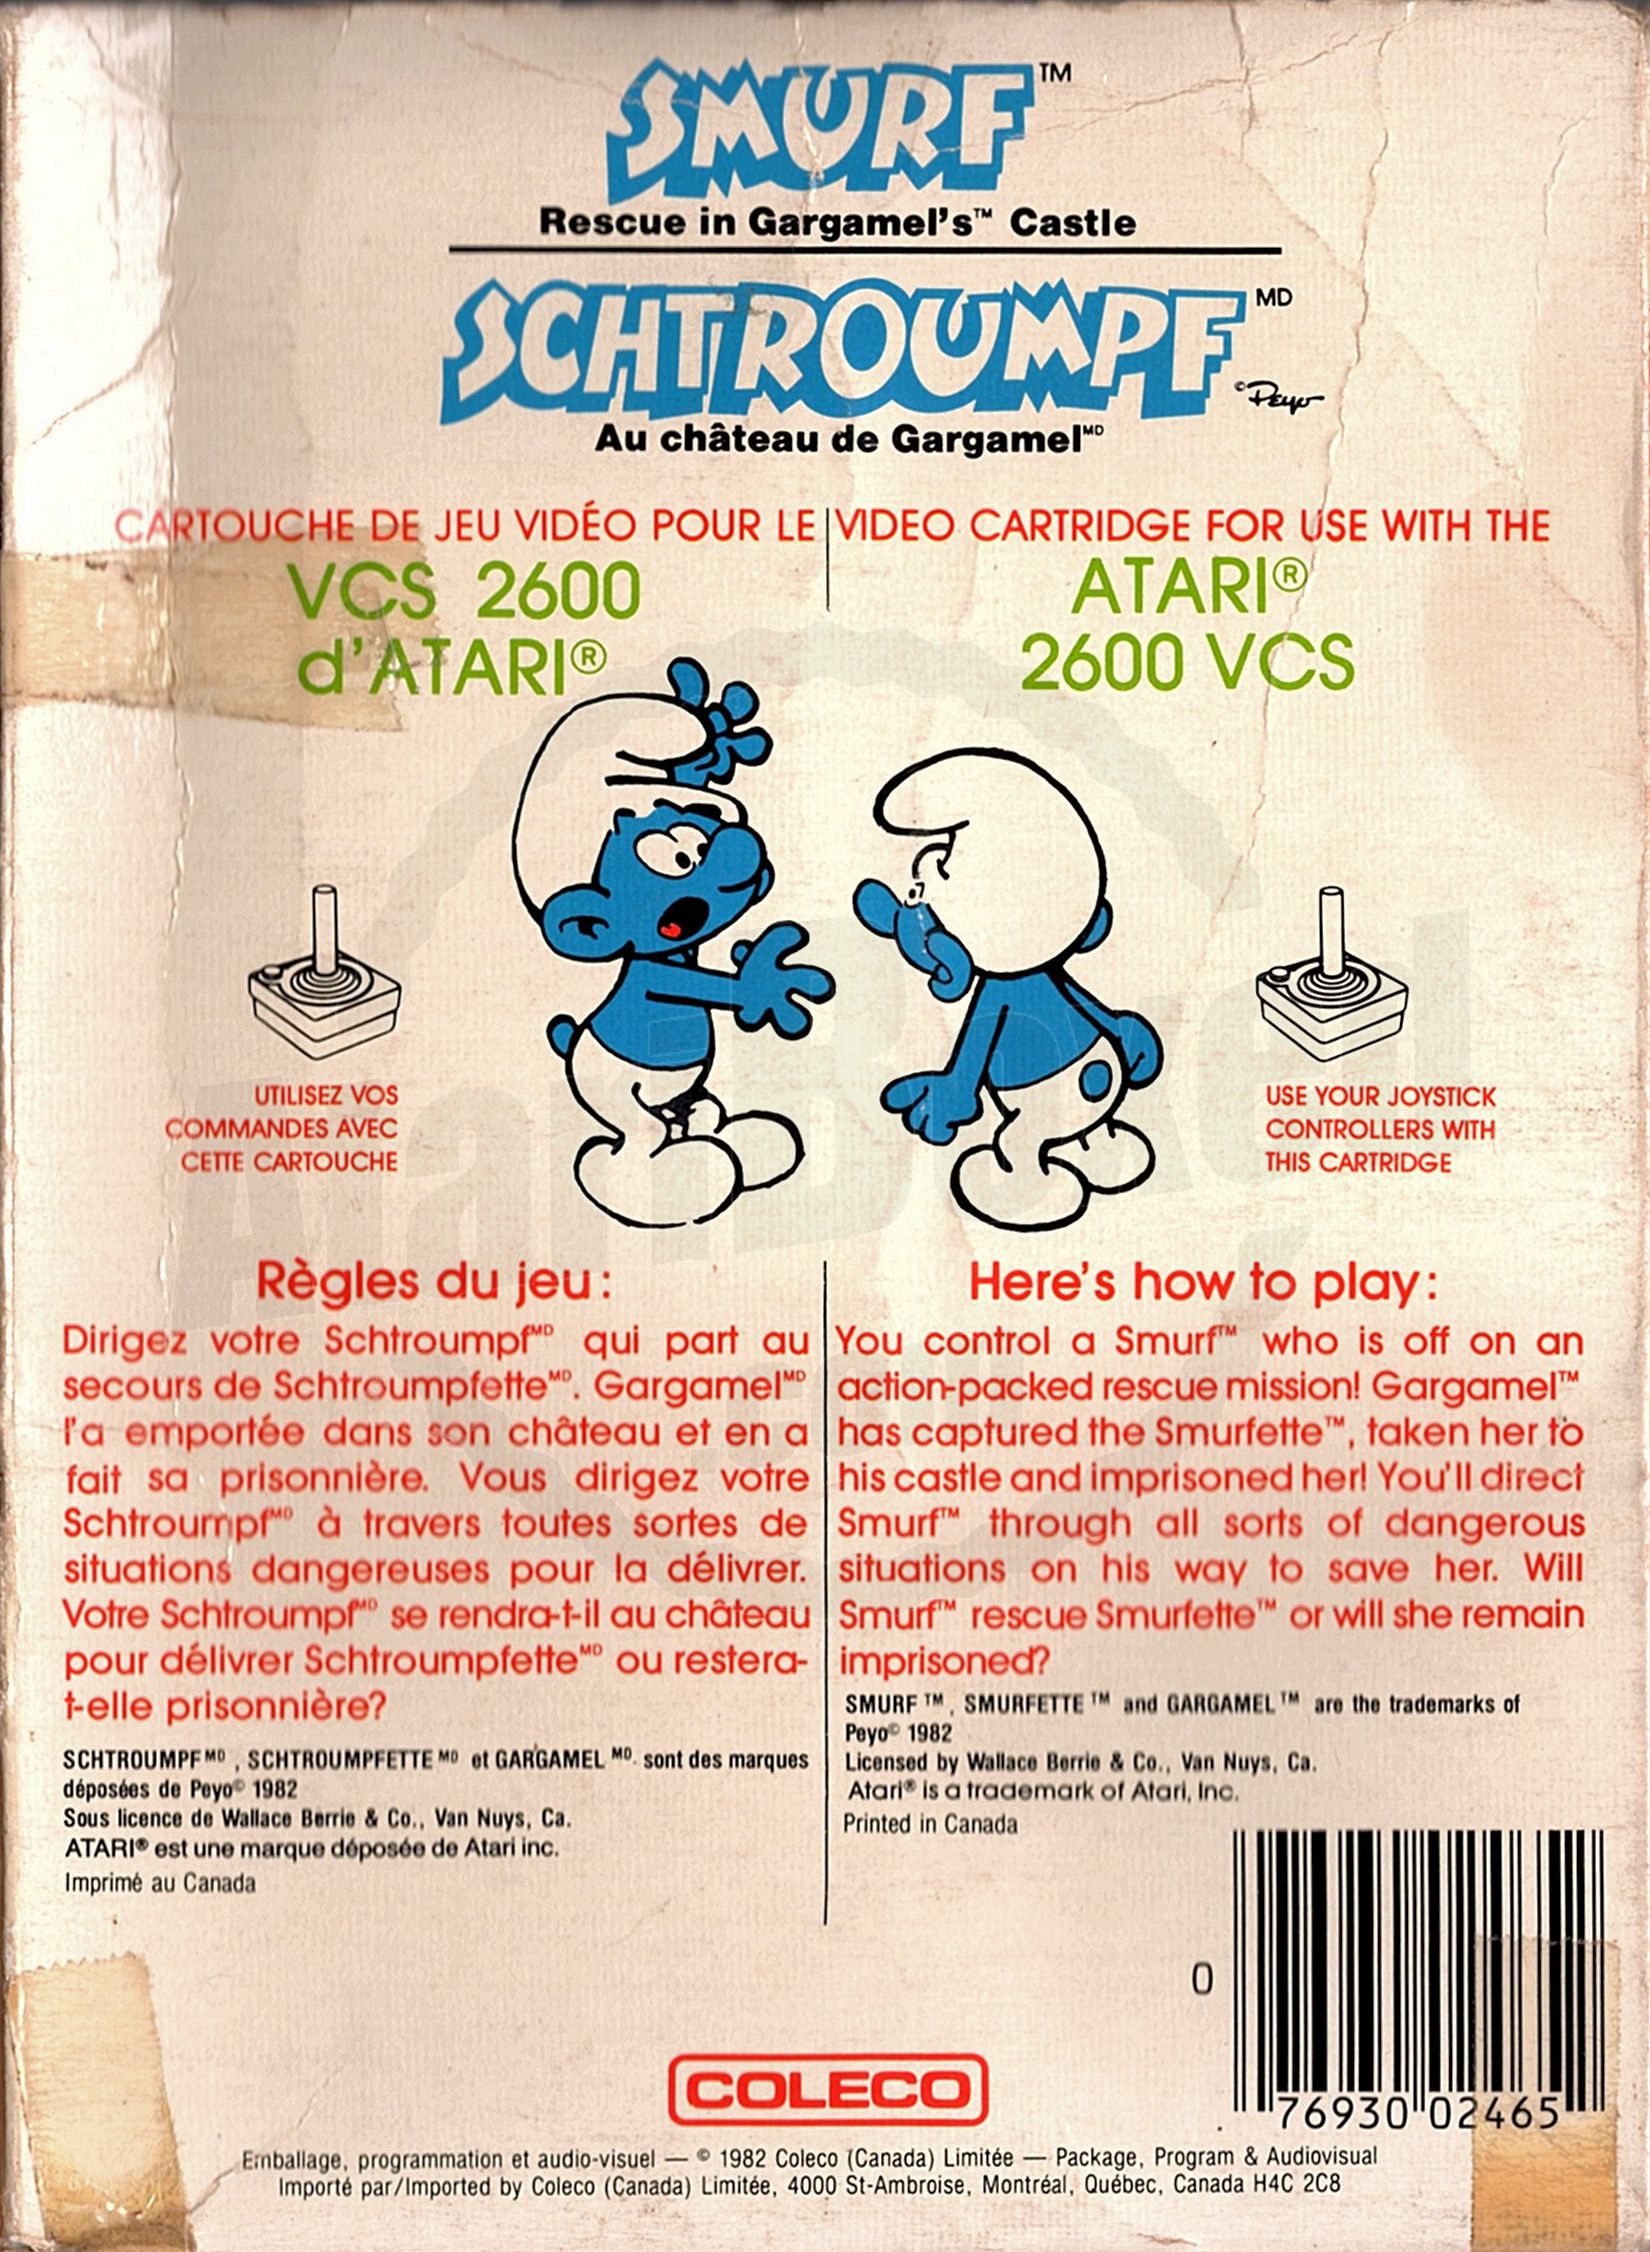 SMURF™
Rescue in Gargamel's™ Castle
SCHTROUMPF MD
© Peyo
Au château de Gargamel MD
CARTOUCHE DE JEU VIDÉO POUR LE
VCS 2600
d'ATARI®
VIDEO CARTRIDGE FOR USE WITH THE
ATARI®
2600 VCS
UTILISEZ VOS
COMMANDES AVEC
CETTE CARTOUCHE
USE YOUR JOYSTICK
CONTROLLERS WITH
THIS CARTRIDGE
Règles du jeu:
Dirigez votre Schtroumpf MD qui part au
secours de Schtroumpfette MD. Gargamel MD
l'a emportée dans son château et en a
fait sa prisonnière. Vous dirigez votre
Schtroumpf MD à travers toutes sortes de
situations dangereuses pour la délivrer.
Votre Schtroumpf MD se rendra-t-il au château
pour délivrer Schtroumpfette MD ou restera-
t-elle prisonnière?
SCHTROUMPF MD, SCHTROUMPFETTE MD et GARGAMEL MD. sont des marques
déposées de Peyo© 1982
Sous licence de Wallace Berrie & Co., Van Nuys, Ca.
ATARI® est une marque déposée de Atari inc.
Imprimé au Canada
Here's how to play:
You control a Smurf™ who is off on an
action-packed rescue mission! Gargamel™
has captured the Smurfette™, taken her to
his castle and imprisoned her! You'll direct
Smurf™ through all sorts of dangerous
situations on his way to save her. Will
Smurf™ rescue Smurfette™ or will she remain
imprisoned?
SMURF™, SMURFETTE™ and GARGAMEL™ are the trademarks of
Peyo© 1982
Licensed by Wallace Berrie & Co., Van Nuys, Ca.
Atari® is a trademark of Atari, Inc.
Printed in Canada
0
76930 02465
COLECO
Emballage, programmation et audio-visuel — © 1982 Coleco (Canada) Limitée — Package, Program & Audiovisual
Importé par/Imported by Coleco (Canada) Limitée, 4000 St-Ambroise, Montréal, Québec, Canada H4C 2C8